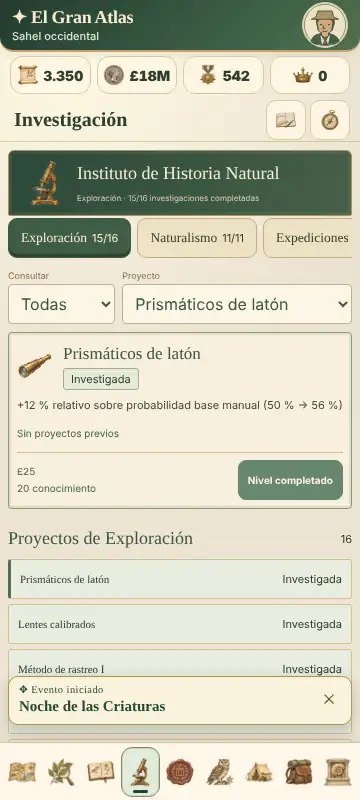 ✦ El Gran Atlas
Sahel occidental
3.350
£18M
542
0
Investigación
Instituto de Historia Natural
Exploración · 15/16 investigaciones completadas
Exploración 15/16
Naturalismo 11/11
Expediciones
Consultar
Proyecto
Todas
Prismáticos de latón
Prismáticos de latón
Investigada
+12 % relativo sobre probabilidad base manual (50 % → 56 %)
Sin proyectos previos
£25
20 conocimiento
Nivel completado
Proyectos de Exploración
16
Prismáticos de latón
Investigada
Lentes calibrados
Investigada
Método de rastreo I
Investigada
✥ Evento iniciado
Noche de las Criaturas
×